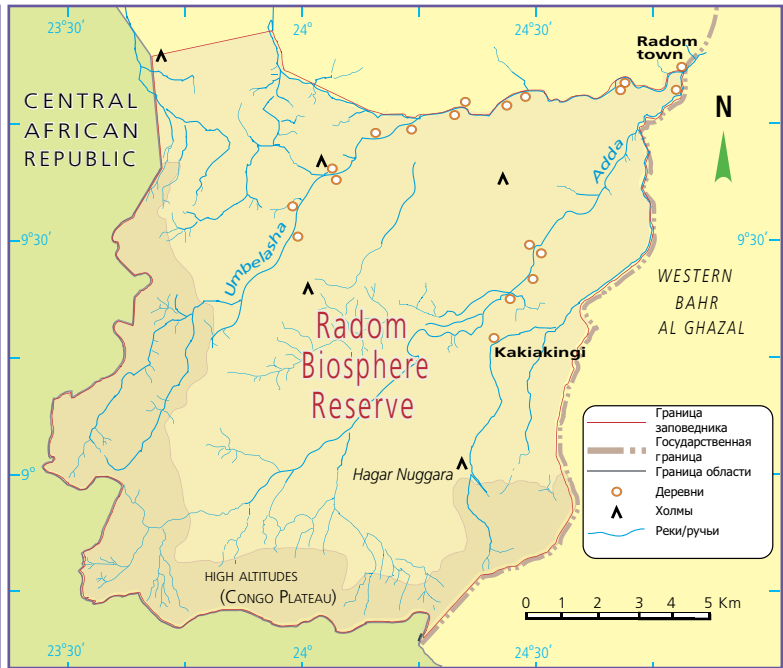 23°30′
24°
24°30′
Radom
town
CENTRAL
AFRICAN
REPUBLIC
N
Adda
9°30′
9°30′
Umbelasha
WESTERN
BAHR
AL GHAZAL
Radom
Biosphere
Reserve
Kakiakingi
Hagar Nuggara
9°
HIGH ALTITUDES
(CONGO PLATEAU)
Граница
заповедника
Государственная
граница
Граница области
Деревни
Холмы
Реки/ручьи
0 1 2 3 4 5 Km
23°30′
24°
24°30′